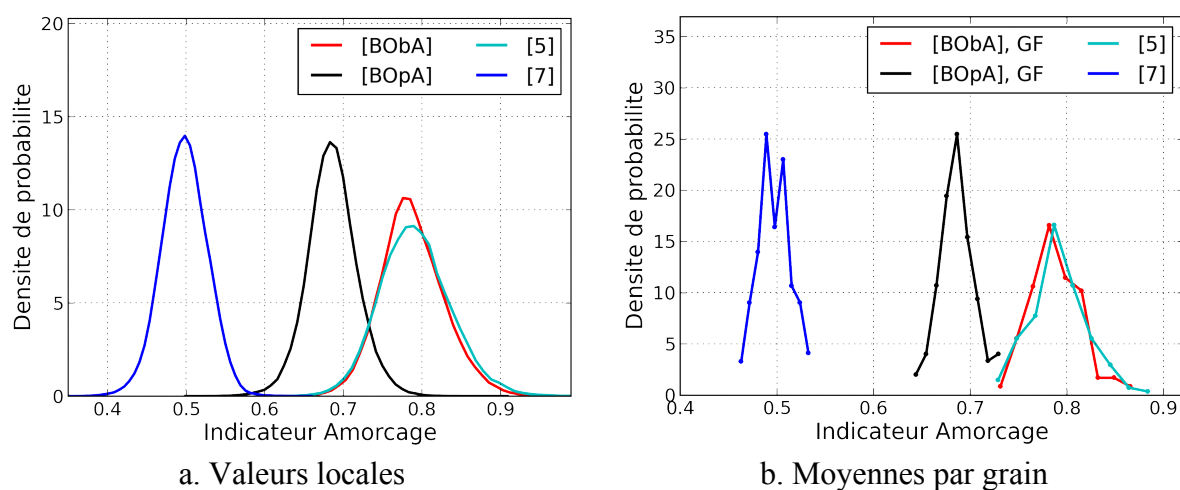 [BObA]
[BOpA]
[5]
[7]
Densite de probabilite
20
15
10
5
0
0.4 0.5 0.6 0.7 0.8 0.9
Indicateur Amorcage
a. Valeurs locales
[BObA], GF
[BOpA], GF
[5]
[7]
Densite de probabilite
35
30
25
20
15
10
5
0
0.4 0.5 0.6 0.7 0.8 0.9
Indicateur Amorcage
b. Moyennes par grain